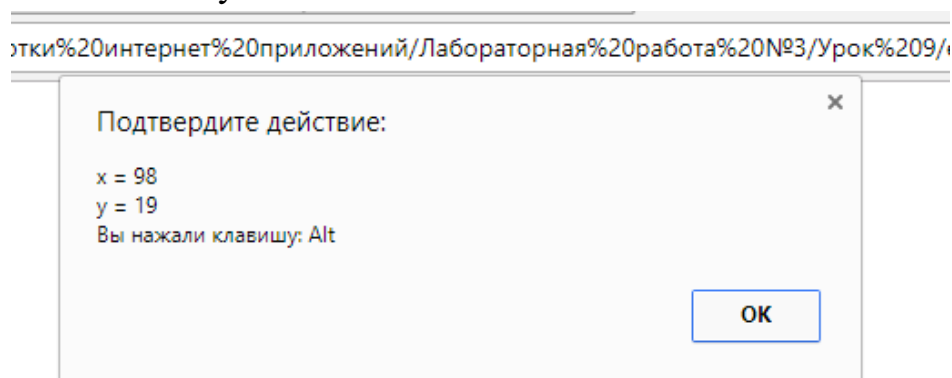 отки%20интернет%20приложений/Лабораторная%20работа%20№3/Урок%209/
×
Подтвердите действие:
x = 98
y = 19
Вы нажали клавишу: Alt
OK